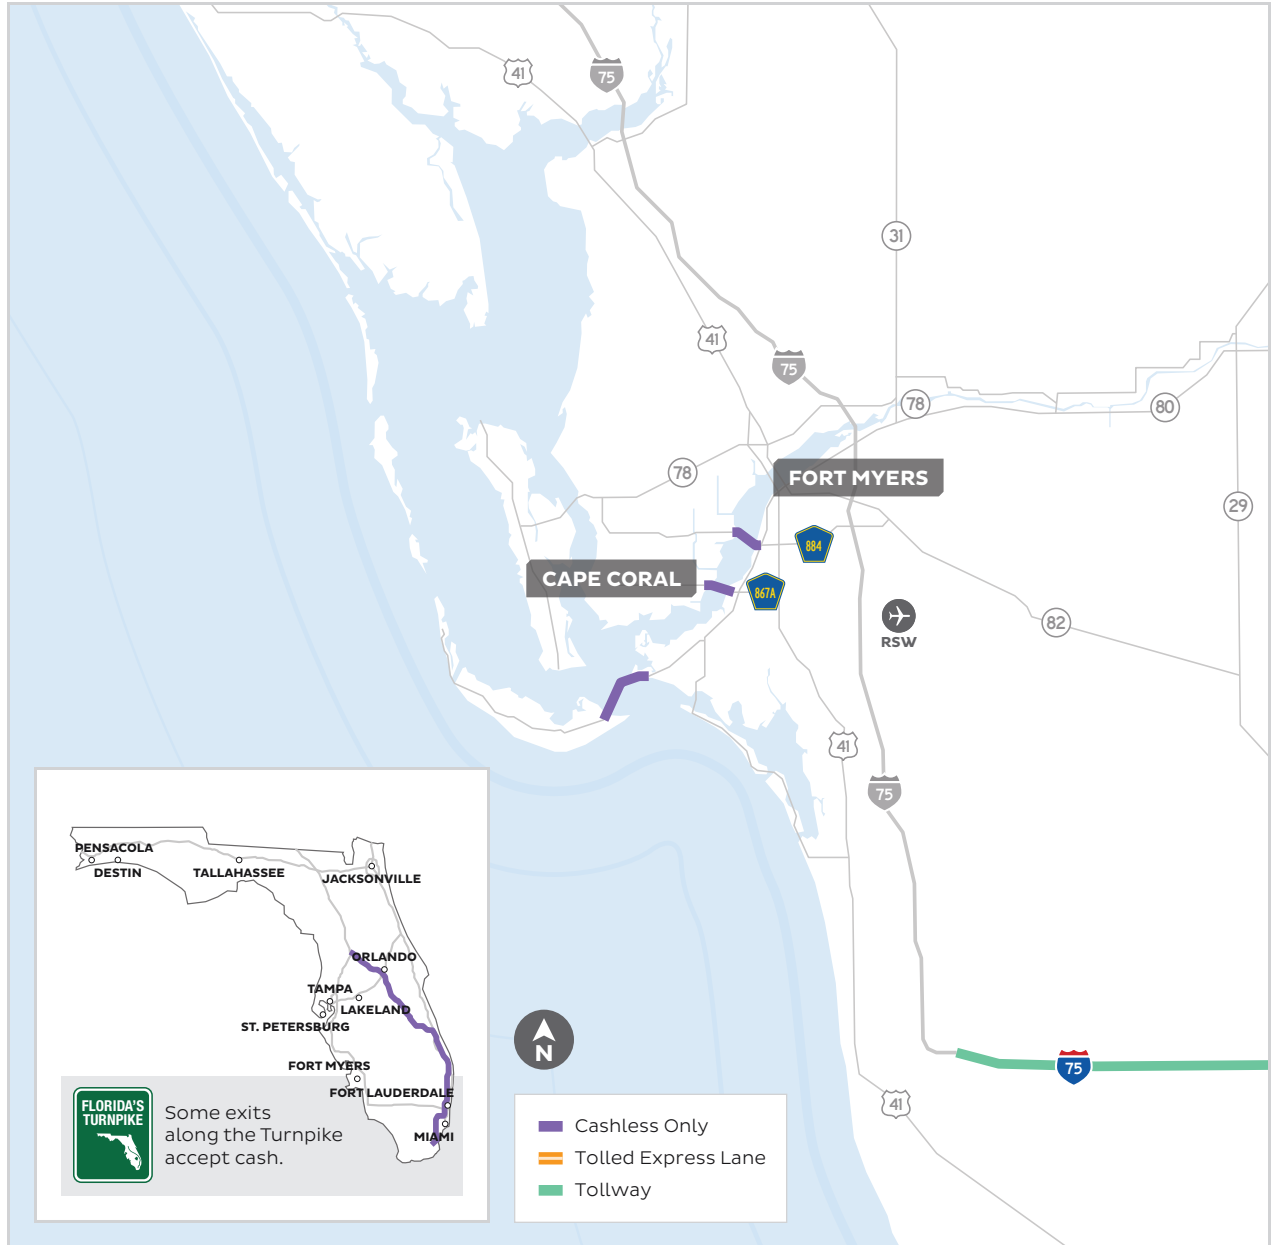 41
75
31
41
75
78
80
78
FORT MYERS
29
884
CAPE CORAL
867A
RSW
82
41
75
PENSACOLA
DESTIN
TALLAHASSEE
JACKSONVILLE
ORLANDO
TAMPA
LAKELAND
ST. PETERSBURG
FORT MYERS
FORT LAUDERDALE
MIAMI
FLORIDA'S
TURNPIKE
Some exits
along the Turnpike
accept cash.
N
75
41
Cashless Only
Tolled Express Lane
Tollway